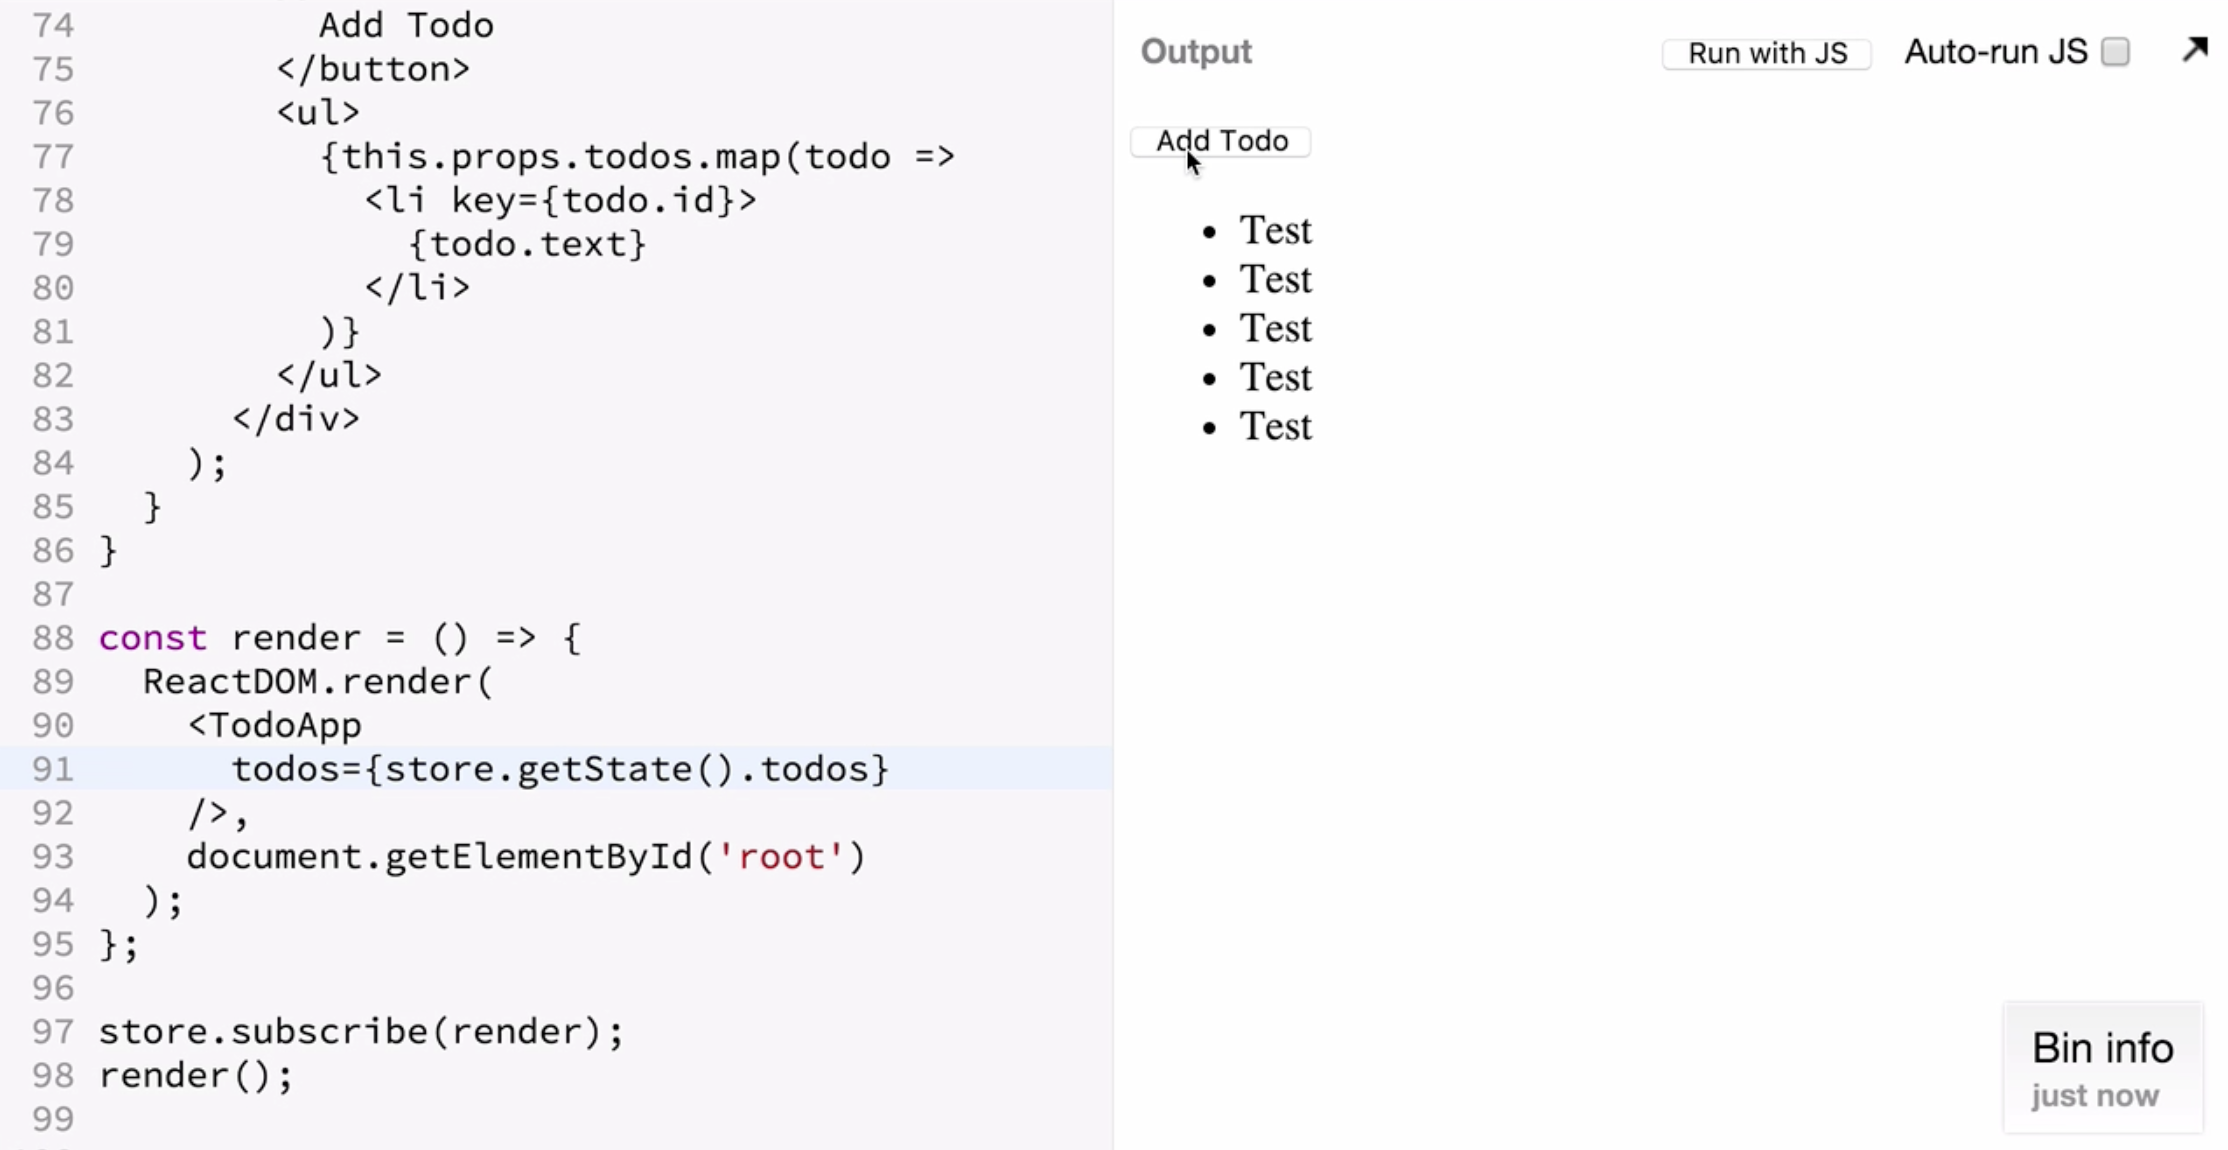 74 Add Todo
75 </button>
76 <ul>
77 {this.props.todos.map(todo =>
78 <li key={todo.id}>
79 {todo.text}
80 </li>
81 )}
82 </ul>
83 </div>
84 );
85 }
86 }
87
88 const render = () => {
89 ReactDOM.render(
90 <TodoApp
91 todos={store.getState().todos}
92 />,
93 document.getElementById('root')
94 );
95 };
96
97 store.subscribe(render);
98 render();
99
Output
Run with JS
Auto-run JS
Add Todo
• Test
• Test
• Test
• Test
• Test
Bin info
just now